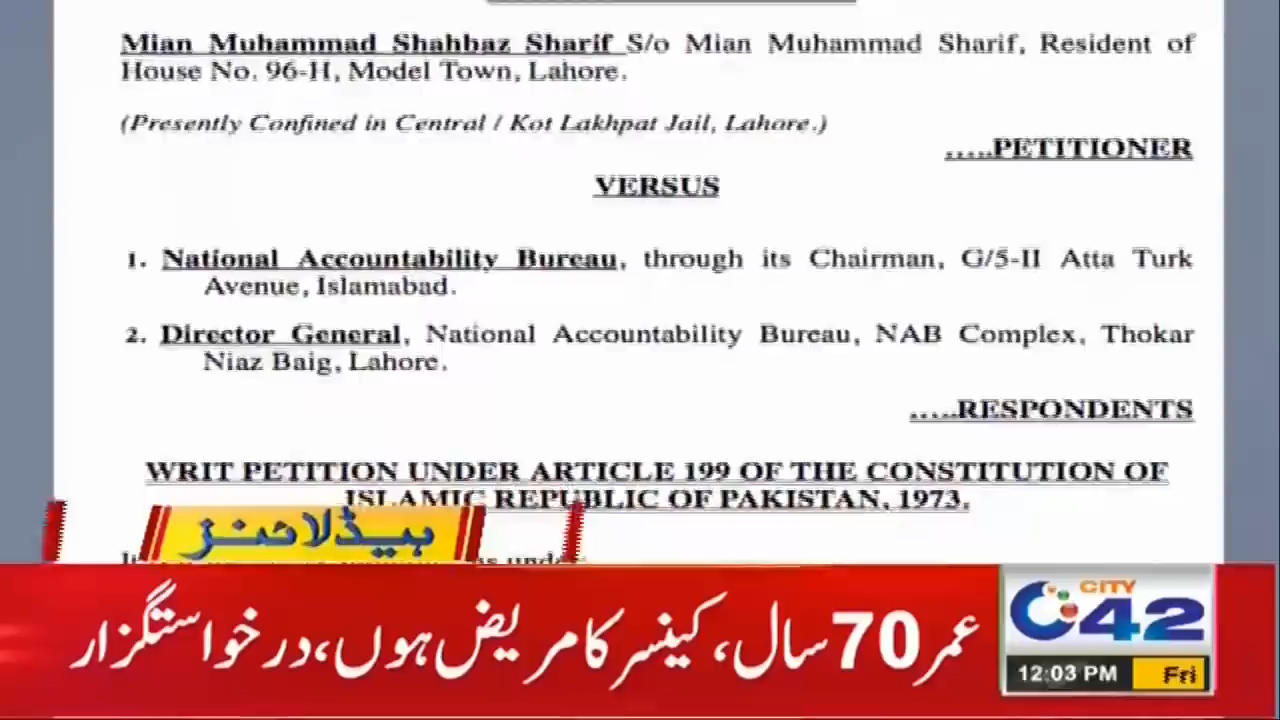 Mian Muhammad Shahbaz Sharif S/o Mian Muhammad Sharif, Resident of
House No. 96-H, Model Town, Lahore.
(Presently Confined in Central / Kot Lakhpat Jail, Lahore.)
.....PETITIONER
VERSUS
1. National Accountability Bureau, through its Chairman, G/5-II Atta Turk
Avenue, Islamabad.
2. Director General, National Accountability Bureau, NAB Complex, Thokar
Niaz Baig, Lahore.
.....RESPONDENTS
WRIT PETITION UNDER ARTICLE 199 OF THE CONSTITUTION OF
ISLAMIC REPUBLIC OF PAKISTAN, 1973.
ہیڈلائنز
عمر 70 سال، کینسر کا مریض ہوں، درخواستگزار
CITY
42
12:03 PM Fri